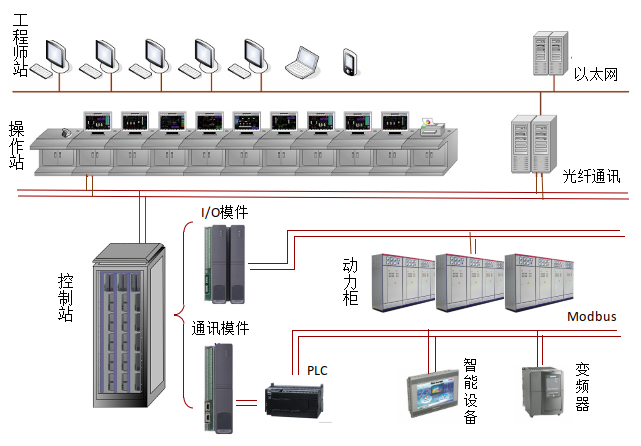 工程师站
以太网
操作站
光纤通讯
I/O模件
控制站
动力柜
通讯模件
Modbus
PLC
智能设备
变频器